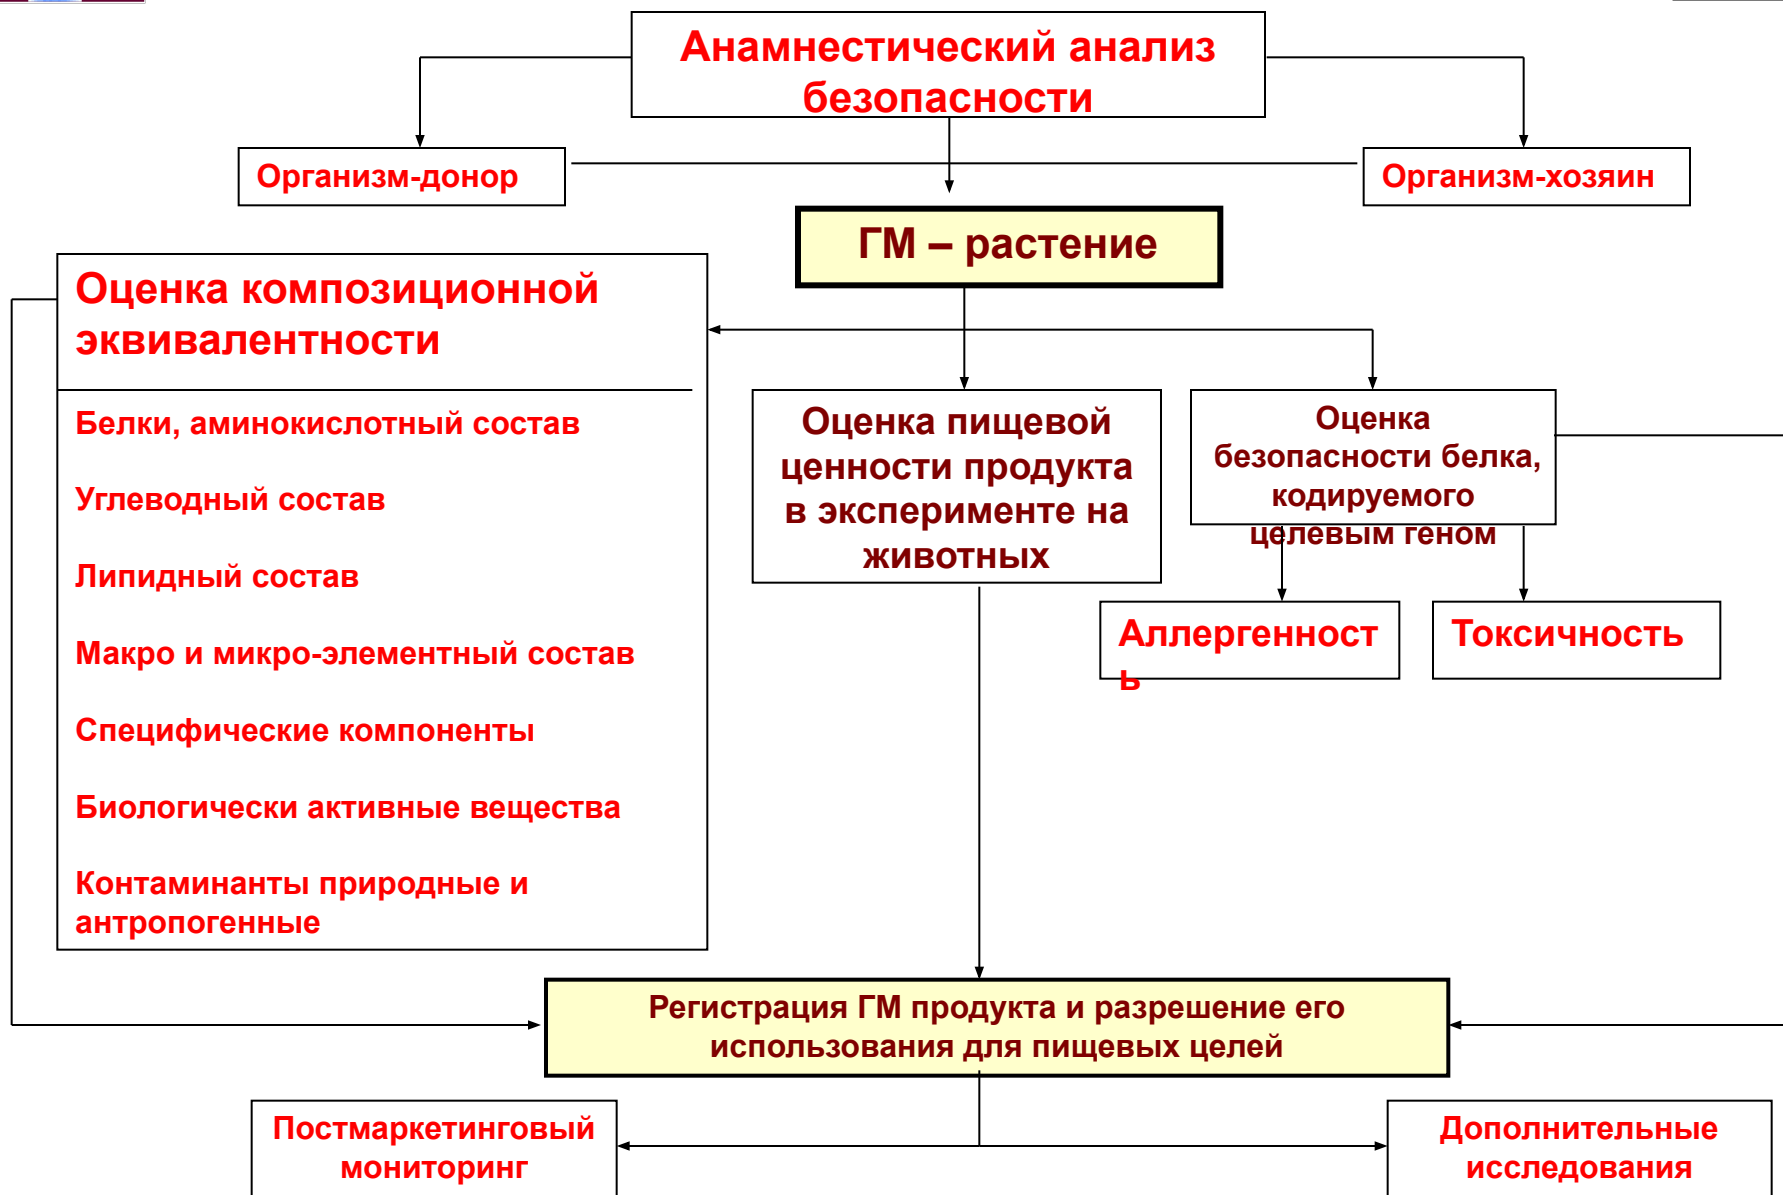 Анамнестический анализ
безопасности
Организм-донор
Организм-хозяин
ГМ – растение
Оценка композиционной
эквивалентности
Белки, аминокислотный состав
Углеводный состав
Липидный состав
Макро и микро-элементный состав
Специфические компоненты
Биологически активные вещества
Контаминанты природные и
антропогенные
Оценка пищевой
ценности продукта
в эксперименте на
животных
Оценка
безопасности белка,
кодируемого
целевым геном
Аллергенност
ь
Токсичность
Регистрация ГМ продукта и разрешение его
использования для пищевых целей
Постмаркетинговый
мониторинг
Дополнительные
исследования